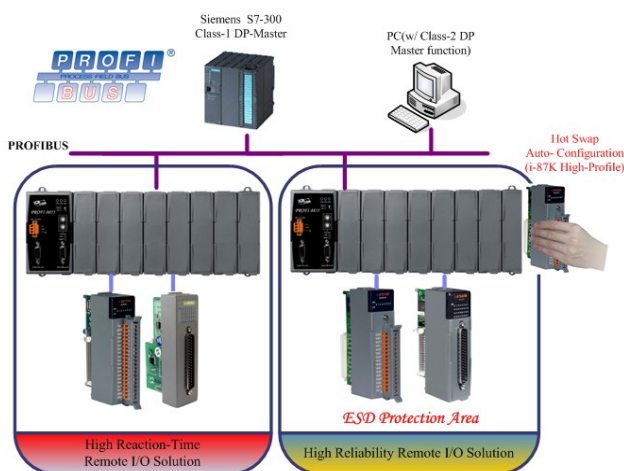 Siemens S7-300
Class-1 DP-Master
PC(w/ Class-2 DP
Master function)
PROFI®
PROCESS FIELD BUS
BUS
PROFIBUS
Hot Swap
Auto- Configuration
(i-87K High-Profile)
PROFI-8855
ESD Protection Area
High Reaction-Time
Remote I/O Solution
High Reliability Remote I/O Solution